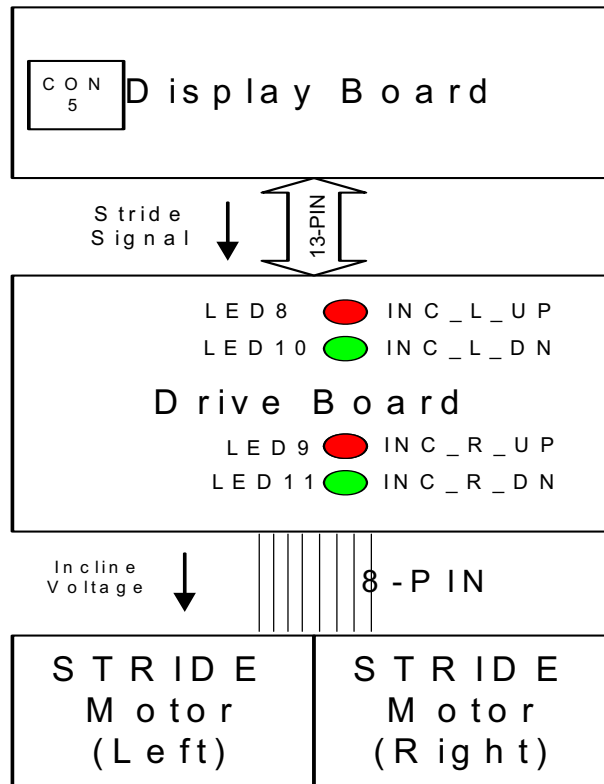 CON
5
Display Board
Stride
Signal
13-PIN
LED8 INC_L_UP
LED10 INC_L_DN
Drive Board
LED9 INC_R_UP
LED11 INC_R_DN
Incline
Voltage
8-PIN
STRIDE
Motor
(Left)
STRIDE
Motor
(Right)